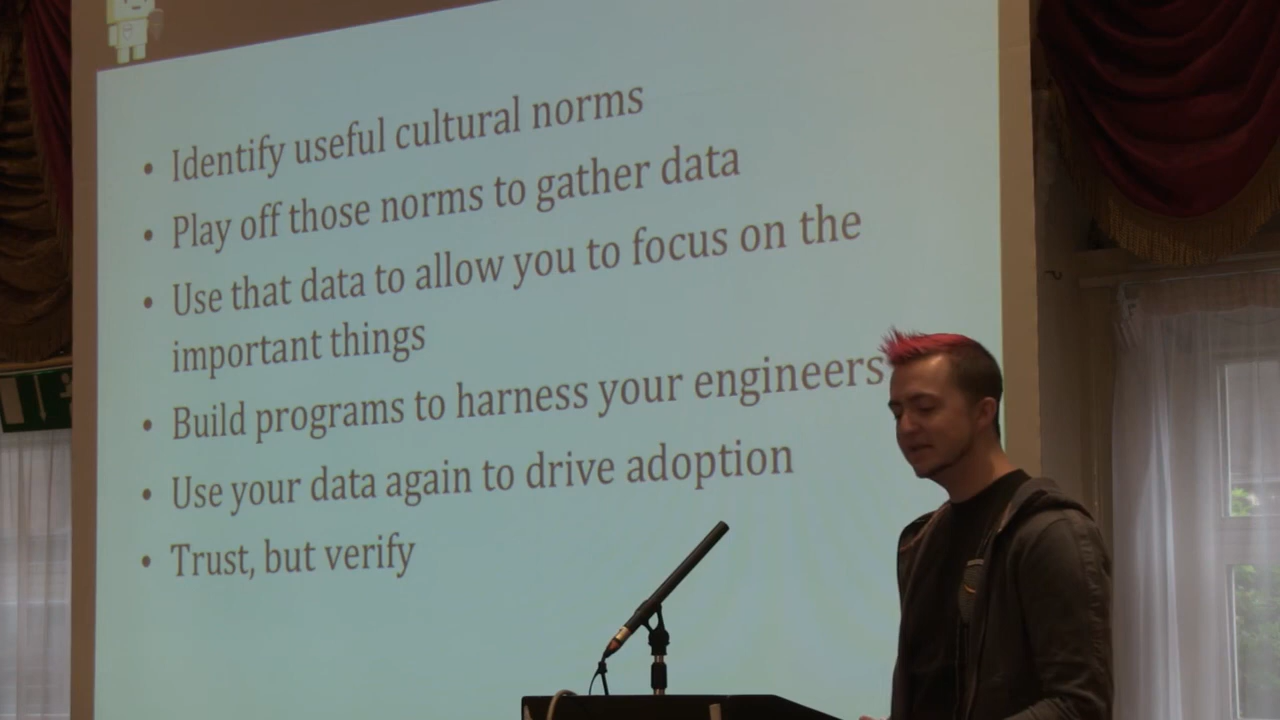 • Identify useful cultural norms
• Play off those norms to gather data
• Use that data to allow you to focus on the
important things
• Build programs to harness your engineers
• Use your data again to drive adoption
• Trust, but verify